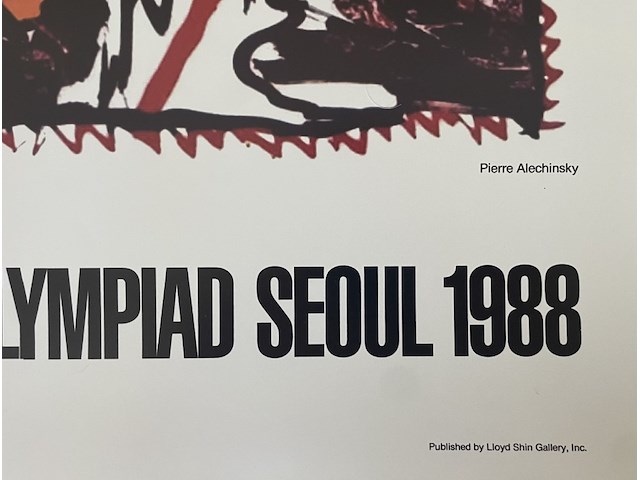 Pierre Alechinsky
LYMPIAD SEOUL 1988
Published by Lloyd Shin Gallery, Inc.